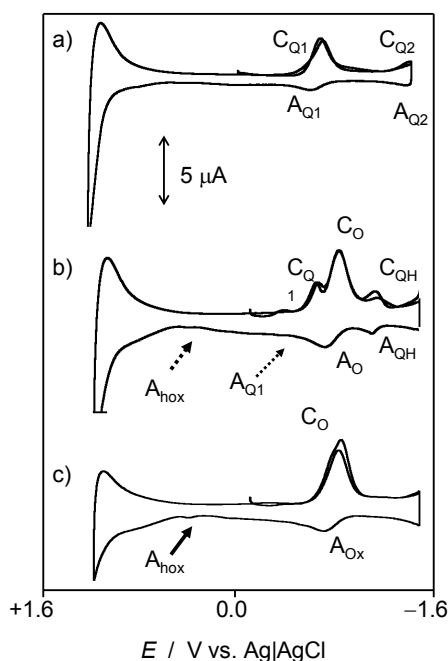 a)
C_Q1
C_Q2
A_Q1
A_Q2
5 μA
b)
C_O
C_Q
1
C_QH
A_hox
A_Q1
A_O
A_QH
c)
C_O
A_hox
A_Ox
+1.6
0.0
−1.6
E / V vs. Ag|AgCl